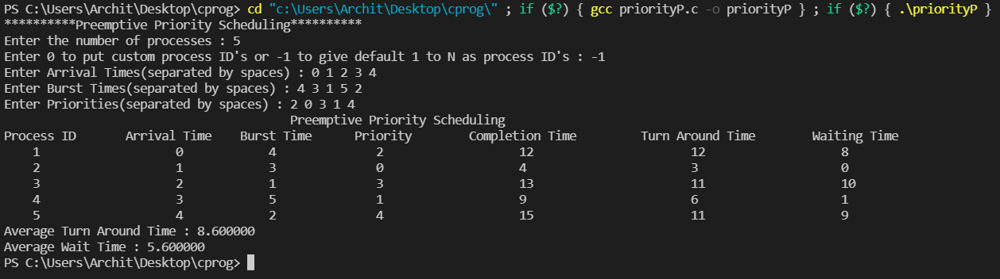 PS C:\Users\Archit\Desktop\cprog> cd "c:\Users\Archit\Desktop\cprog\" ; if ($?) { gcc priorityP.c -o priorityP } ; if ($?) { .\priorityP }
**********Preemptive Priority Scheduling**********
Enter the number of processes : 5
Enter 0 to put custom process ID's or -1 to give default 1 to N as process ID's : -1
Enter Arrival Times(separated by spaces) : 0 1 2 3 4
Enter Burst Times(separated by spaces) : 4 3 1 5 2
Enter Priorities(separated by spaces) : 2 0 3 1 4
Preemptive Priority Scheduling
Process ID Arrival Time Burst Time Priority Completion Time Turn Around Time Waiting Time
1 0 4 2 12 12 8
2 1 3 0 4 3 0
3 2 1 3 13 11 10
4 3 5 1 9 6 1
5 4 2 4 15 11 9
Average Turn Around Time : 8.600000
Average Wait Time : 5.600000
PS C:\Users\Archit\Desktop\cprog>